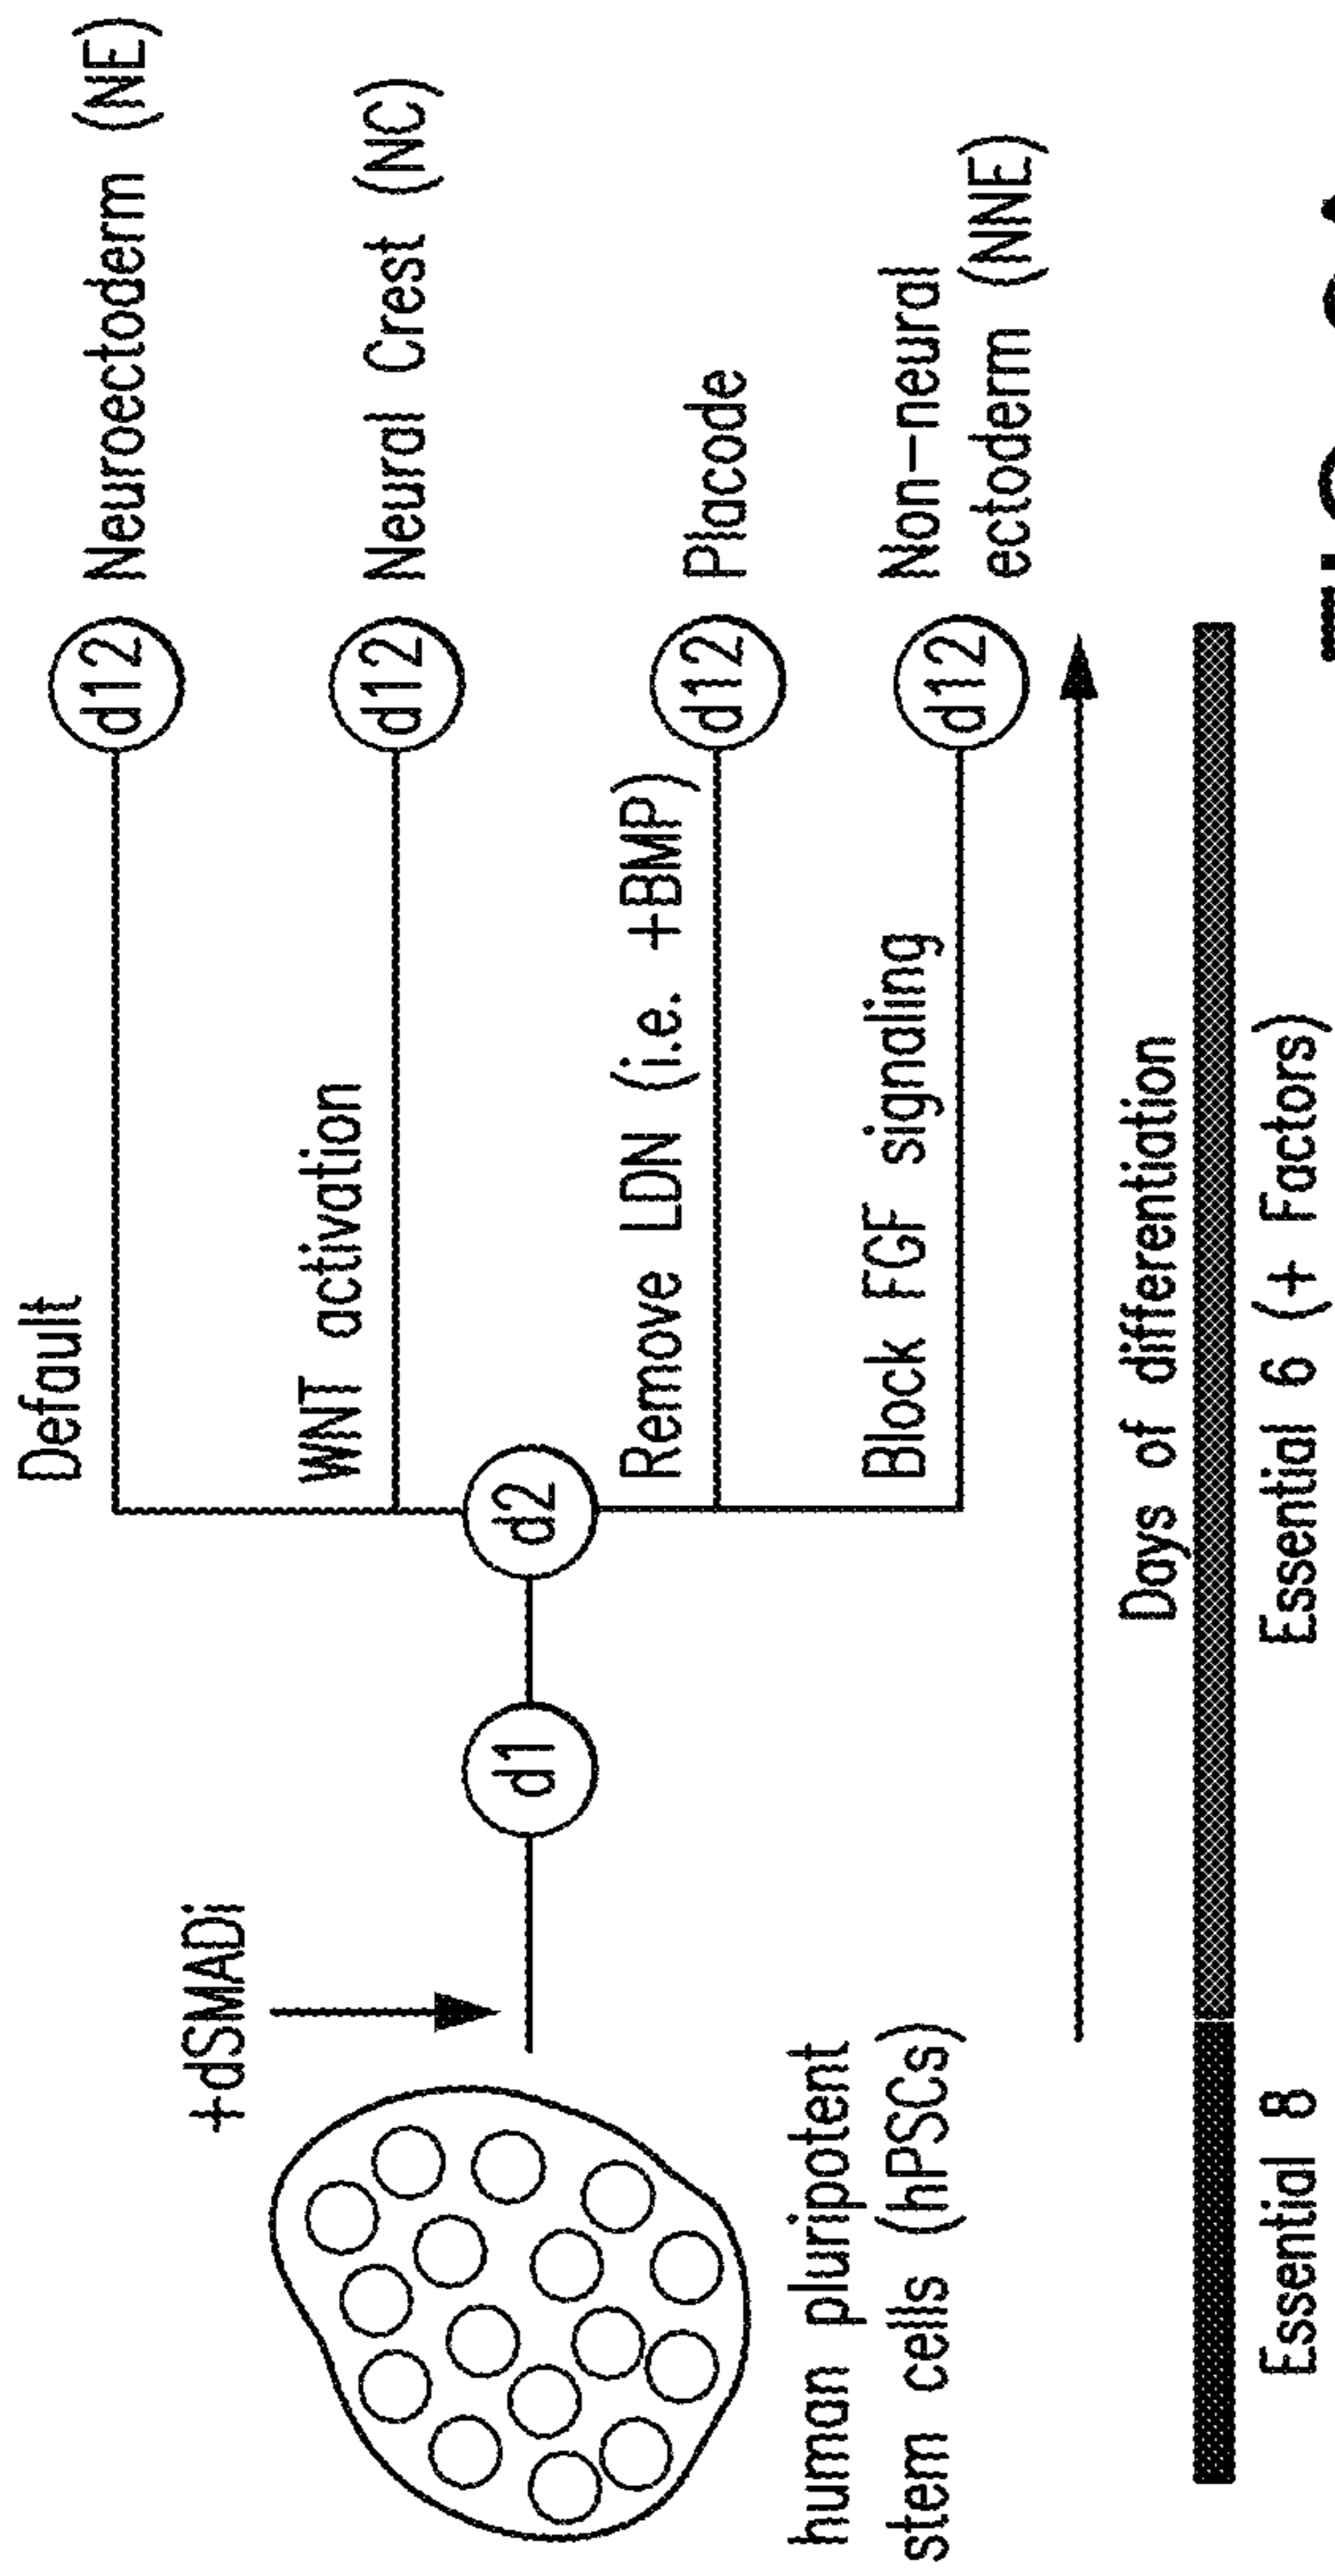 Default
d12 Neuroectoderm (NE)
+dSMADi
WNT activation
d12 Neural Crest (NC)
d1
d2
Remove LDN (i.e. +BMP)
d12 Placode
human pluripotent
stem cells (hPSCs)
Block FGF signaling
d12 Non-neural
ectoderm (NNE)
Days of differentiation
Essential 8
Essential 6 (+ Factors)